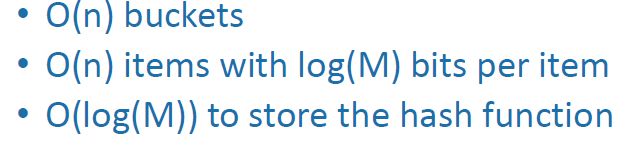 • O(n) buckets
• O(n) items with log(M) bits per item
• O(log(M)) to store the hash function